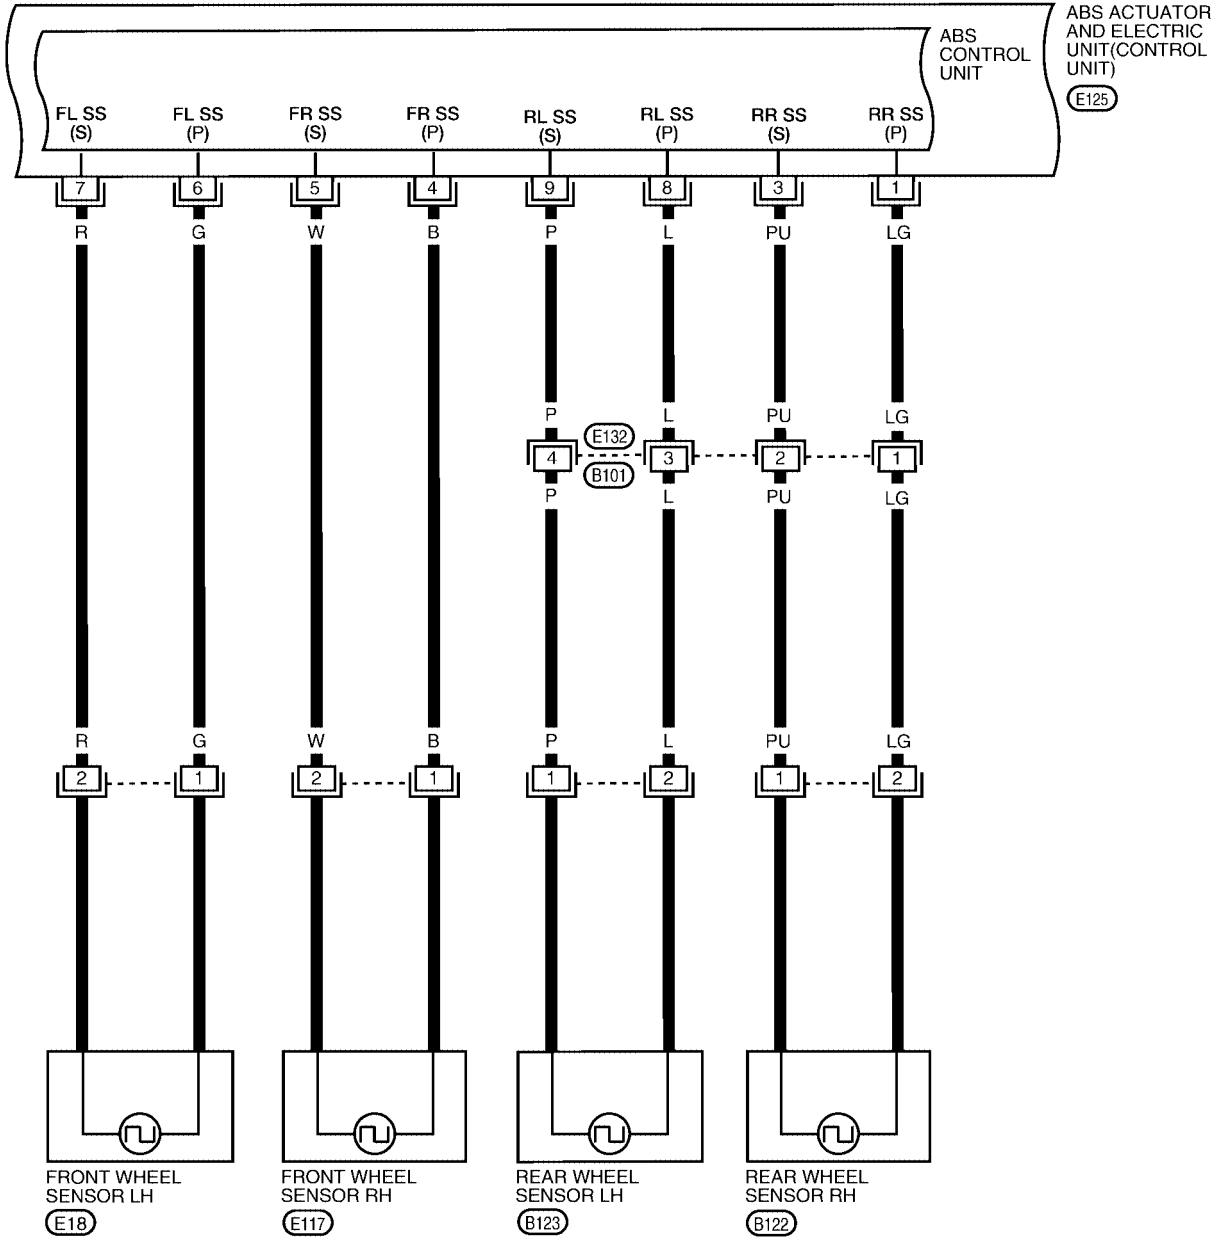 ABS ACTUATOR
AND ELECTRIC
UNIT(CONTROL
UNIT)
E125
ABS
CONTROL
UNIT
FL SS
(S)
FL SS
(P)
FR SS
(S)
FR SS
(P)
RL SS
(S)
RL SS
(P)
RR SS
(S)
RR SS
(P)
7 6 5 4 9 8 3 1
R G W B P L PU LG
P L PU LG
E132
4 3 2 1
B101
P L PU LG
R G W B P L PU LG
2 1 2 1 1 2 1 2
FRONT WHEEL
SENSOR LH
E18
FRONT WHEEL
SENSOR RH
E117
REAR WHEEL
SENSOR LH
B123
REAR WHEEL
SENSOR RH
B122